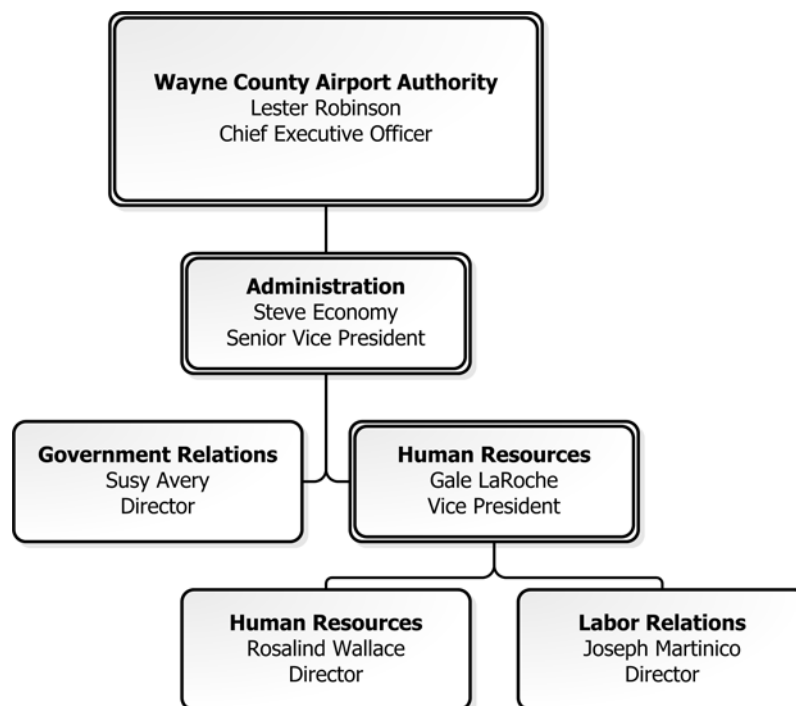 Wayne County Airport Authority
Lester Robinson
Chief Executive Officer
Administration
Steve Economy
Senior Vice President
Government Relations
Susy Avery
Director
Human Resources
Gale LaRoche
Vice President
Human Resources
Rosalind Wallace
Director
Labor Relations
Joseph Martinico
Director